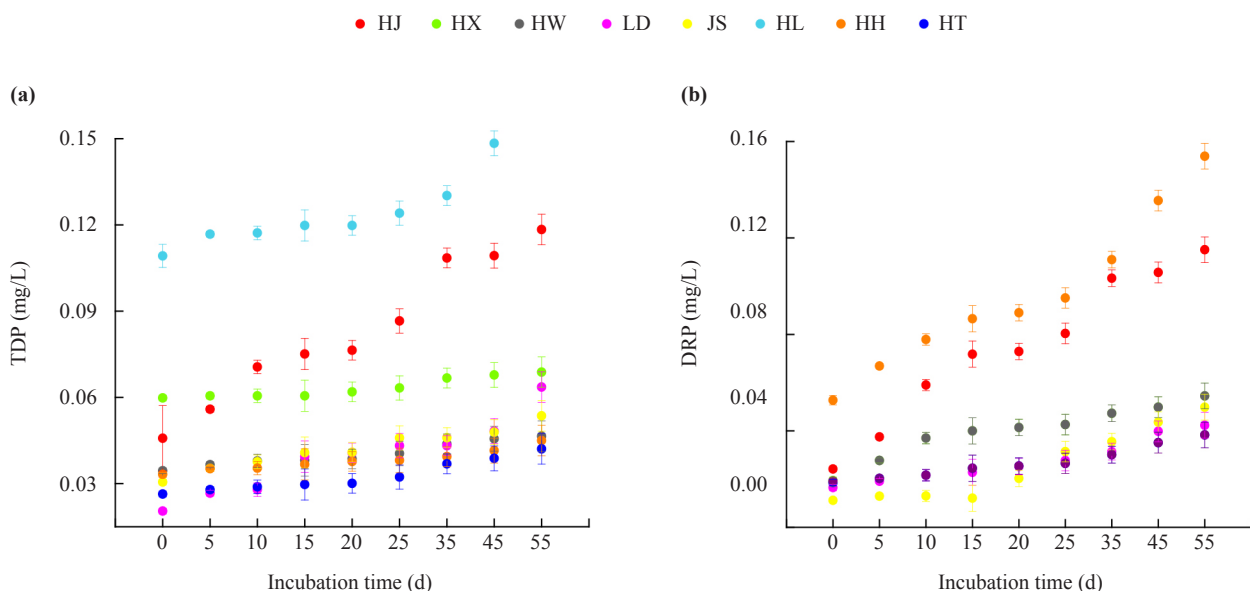 HJ HX HW LD JS HL HH HT
(a)
(b)
0.15
0.12
0.09
0.06
0.03
TDP (mg/L)
0 5 10 15 20 25 35 45 55
Incubation time (d)
0.16
0.12
0.08
0.04
0.00
DRP (mg/L)
0 5 10 15 20 25 35 45 55
Incubation time (d)